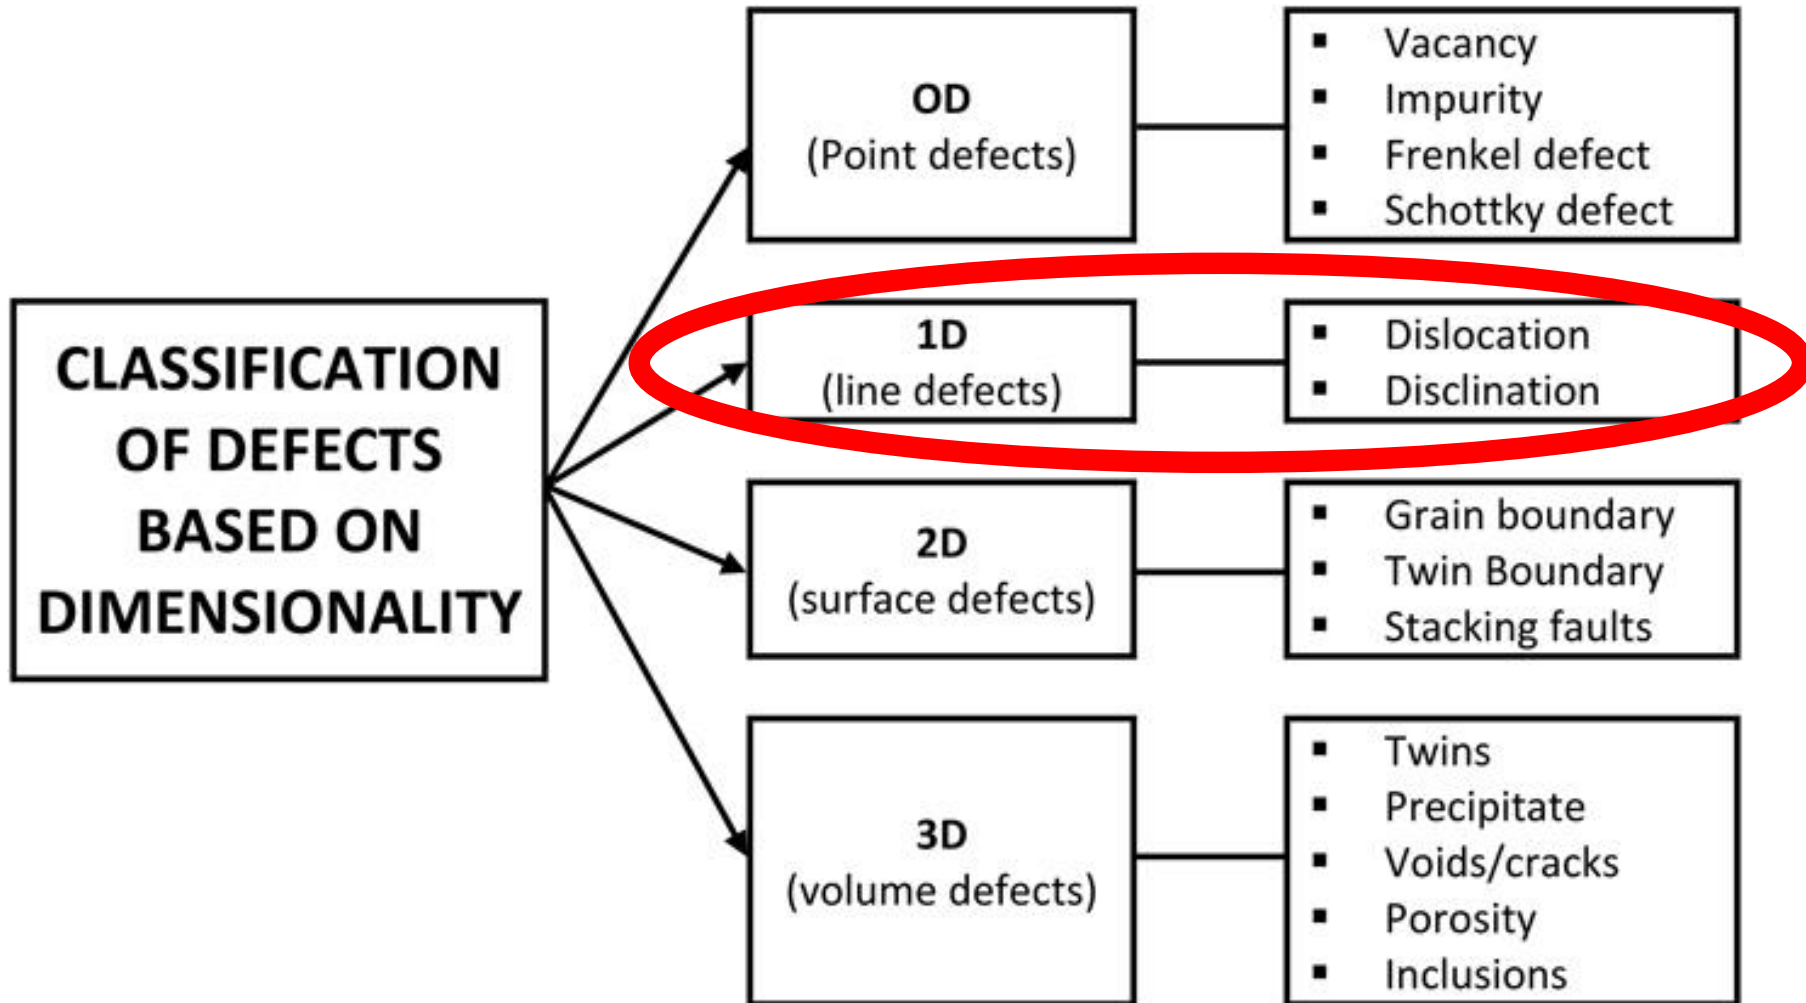 CLASSIFICATION
OF DEFECTS
BASED ON
DIMENSIONALITY
OD
(Point defects)
▪ Vacancy
▪ Impurity
▪ Frenkel defect
▪ Schottky defect
1D
(line defects)
▪ Dislocation
▪ Disclination
2D
(surface defects)
▪ Grain boundary
▪ Twin Boundary
▪ Stacking faults
3D
(volume defects)
▪ Twins
▪ Precipitate
▪ Voids/cracks
▪ Porosity
▪ Inclusions